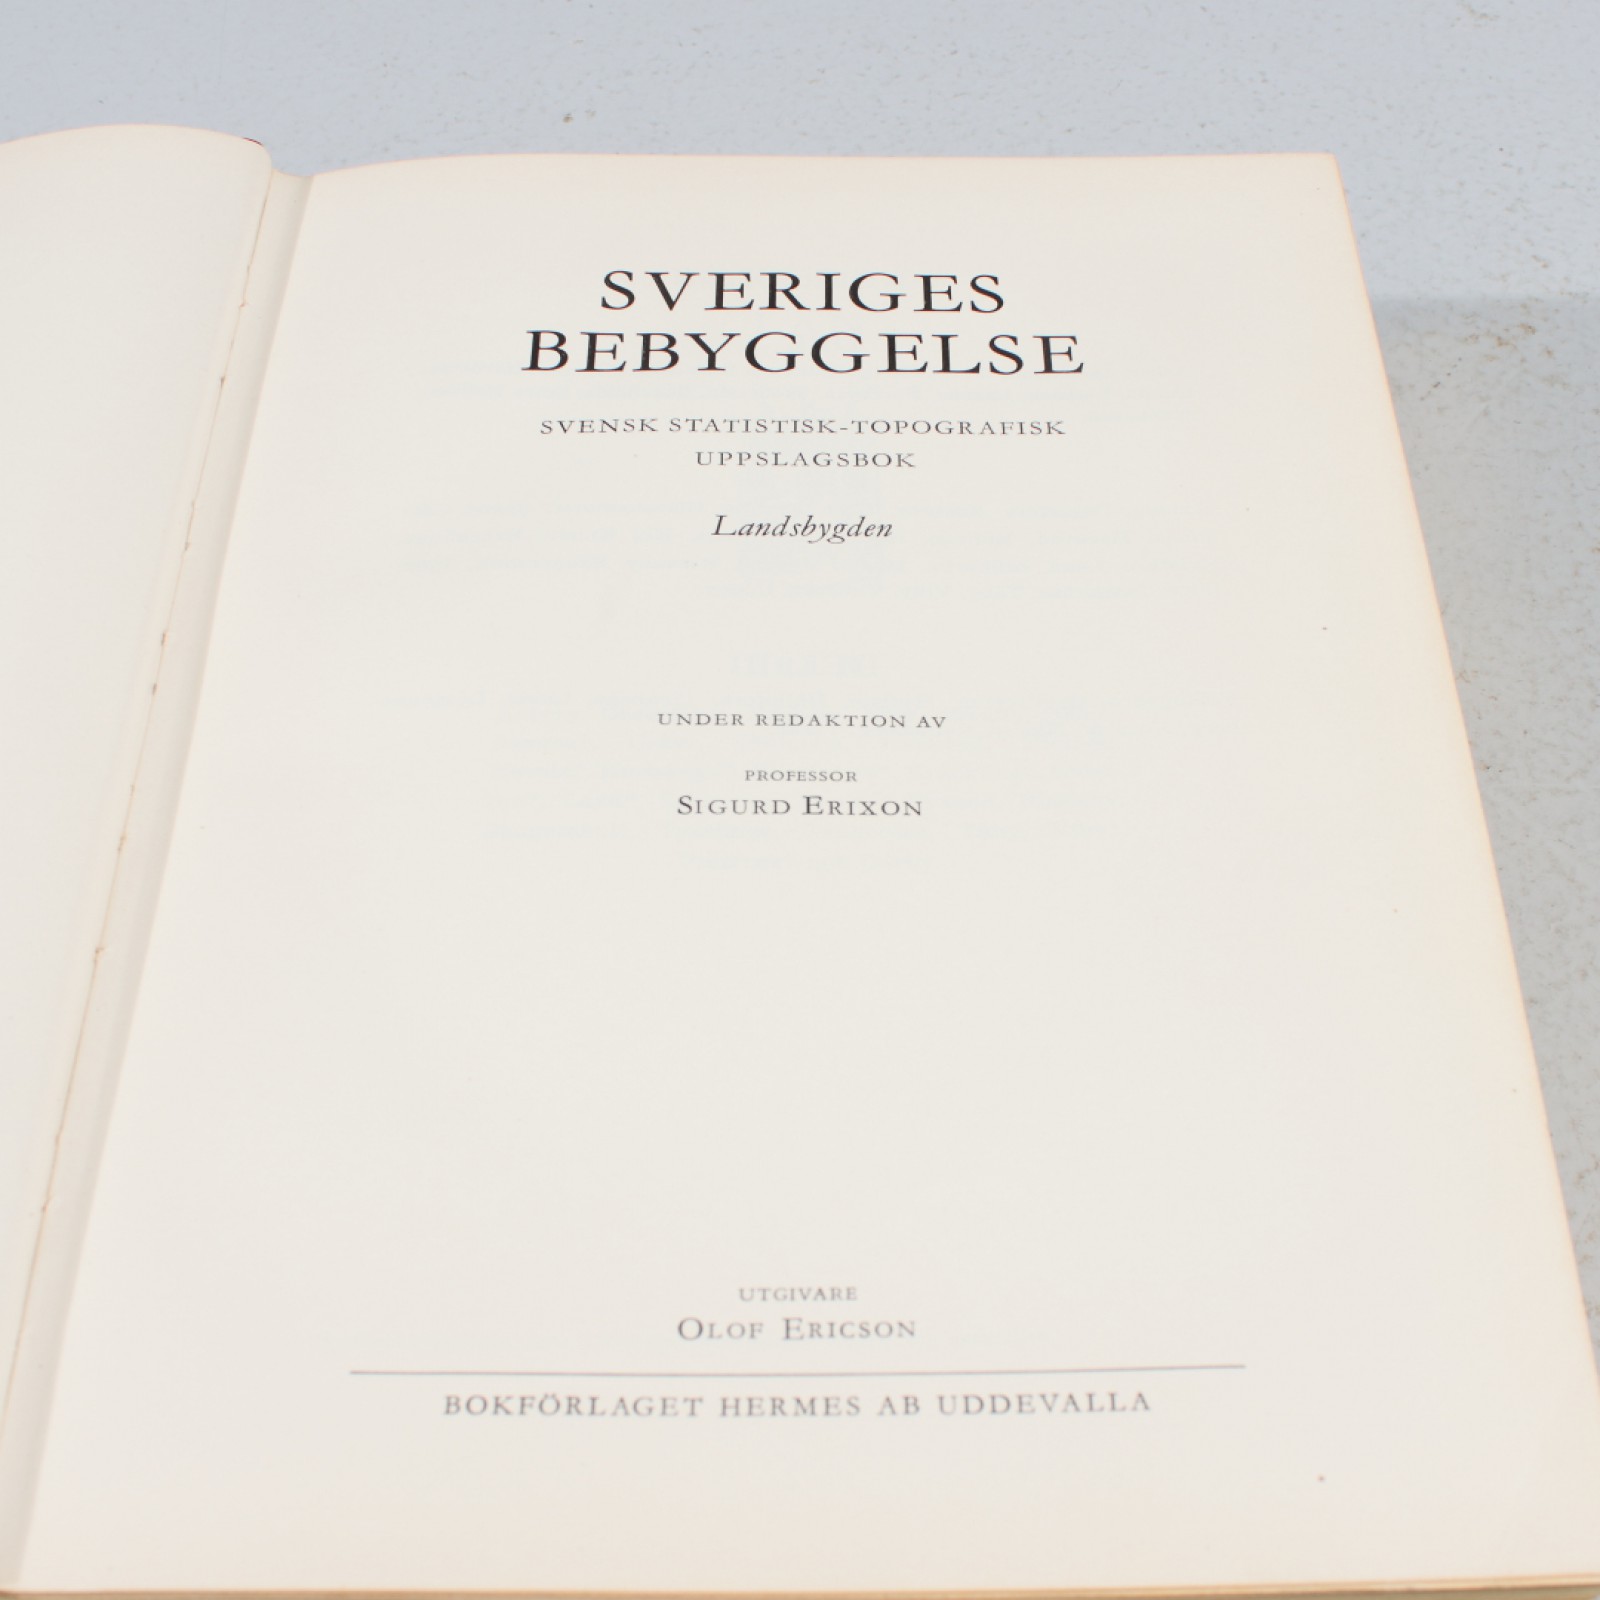 SVERIGES
BEBYGGELSE
SVENSK STATISTISK-TOPOGRAFISK
UPPSLAGSBOK
Landsbygden
UNDER REDAKTION AV
PROFESSOR
SIGURD ERIXON
UTGIVARE
OLOF ERICSON
BOKFÖRLAGET HERMES AB UDDEVALLA